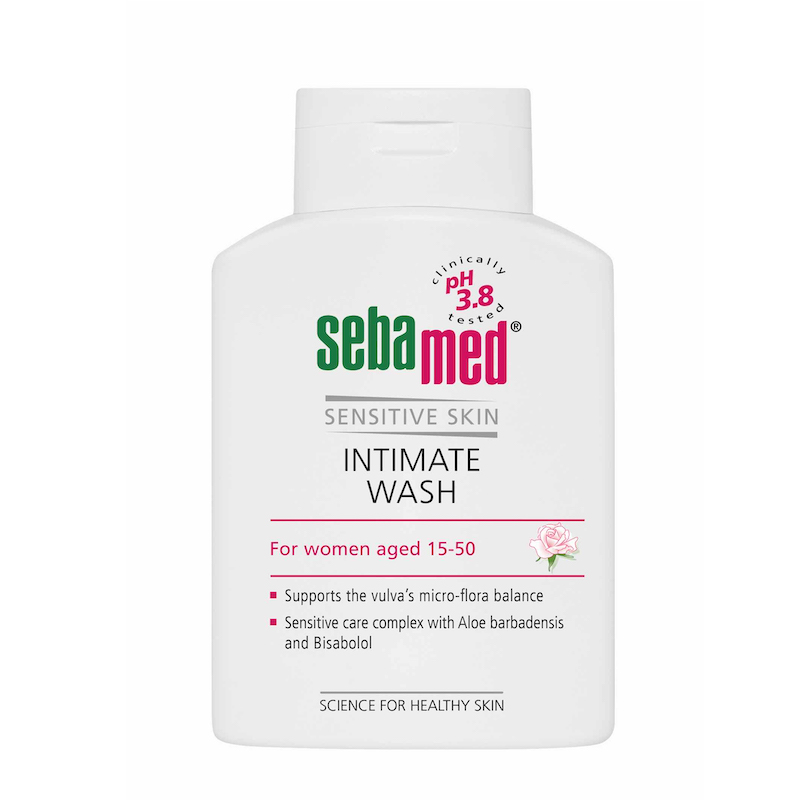 clinically
pH
3.8
tested
sebamed®
SENSITIVE SKIN
INTIMATE
WASH
For women aged 15-50
▪ Supports the vulva's micro-flora balance
▪ Sensitive care complex with Aloe barbadensis
and Bisabolol
SCIENCE FOR HEALTHY SKIN